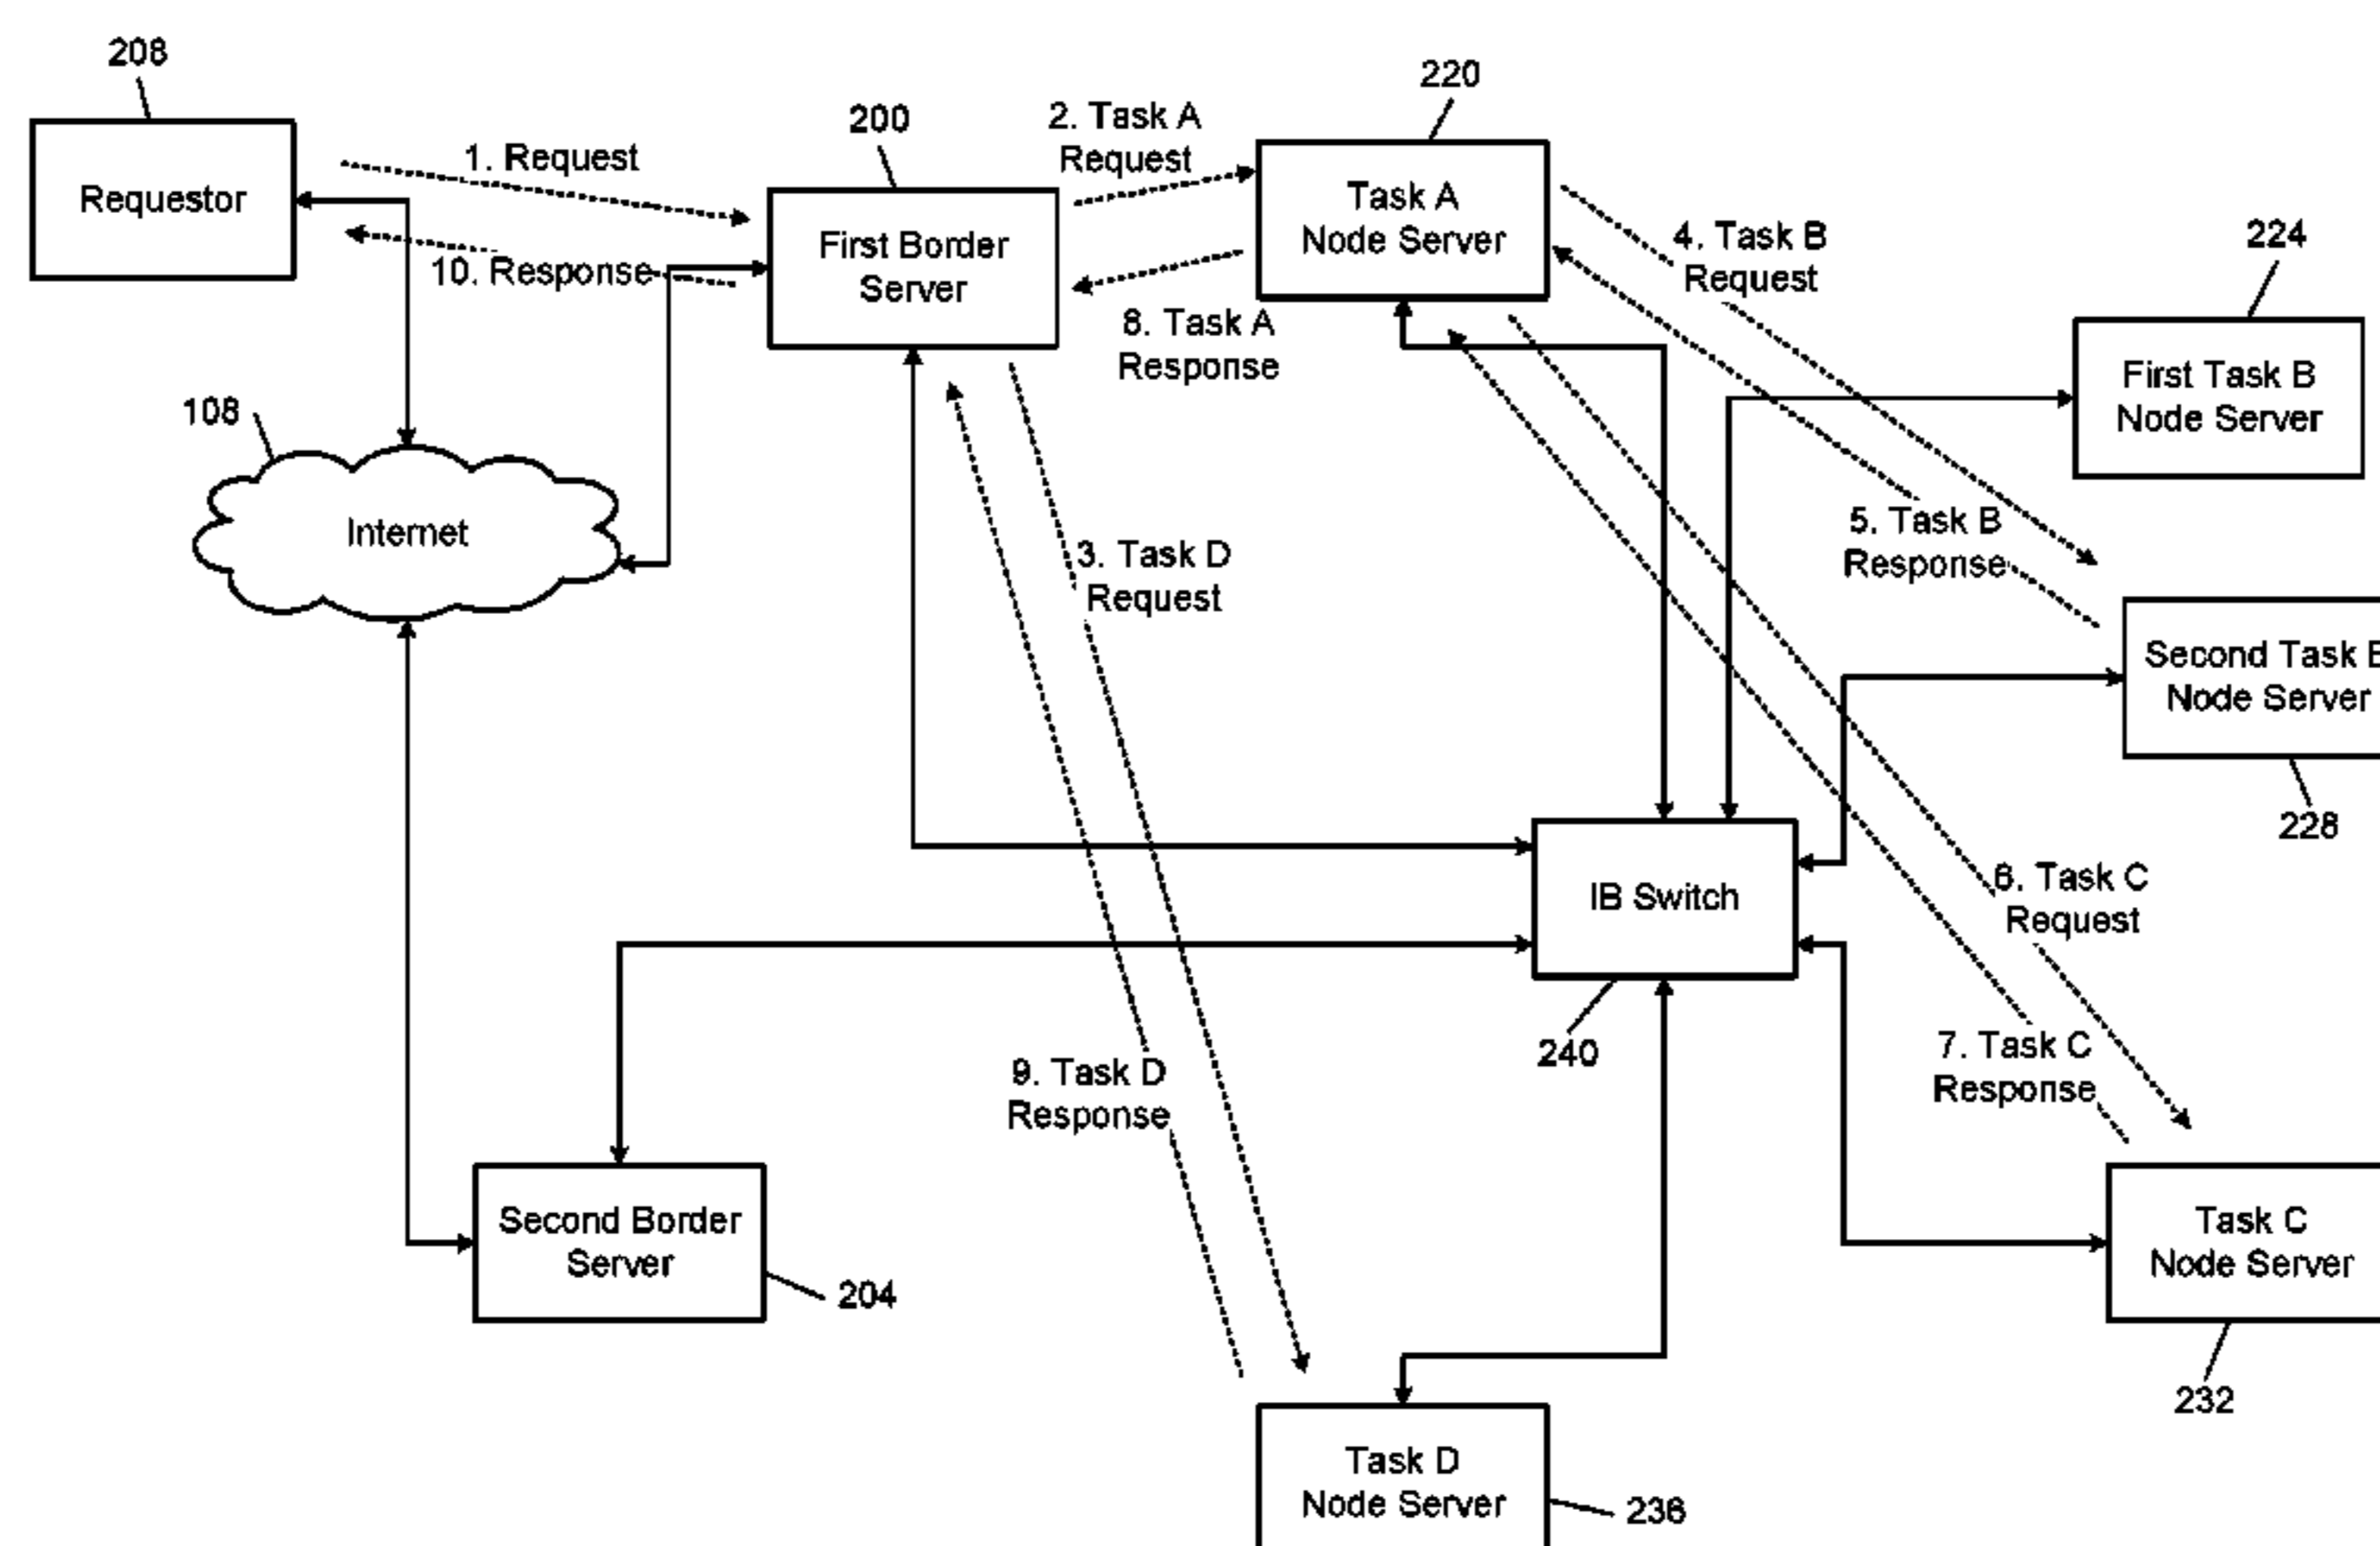 208
Requestor
1. Request
10. Response
200
First Border
Server
2. Task A
Request
8. Task A
Response
220
Task A
Node Server
4. Task B
Request
224
First Task B
Node Server
5. Task B
Response
Second Task B
Node Server
228
108
Internet
3. Task D
Request
IB Switch
240
6. Task C
Request
7. Task C
Response
9. Task D
Response
Second Border
Server
204
Task C
Node Server
232
Task D
Node Server
236